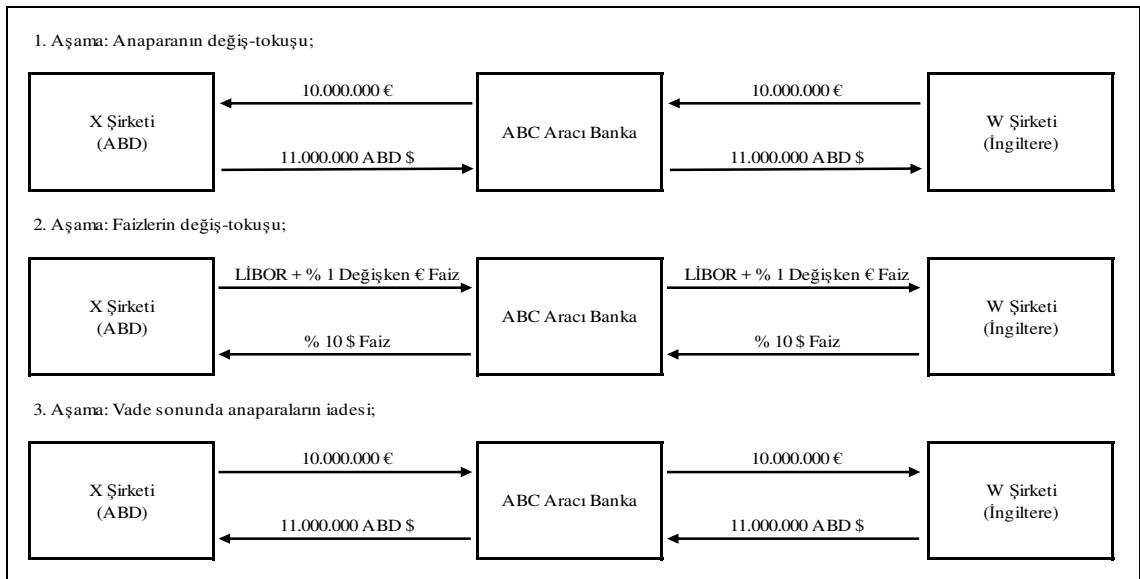 1. Aşama: Anaparanın değiş-tokuşu;
10.000.000 €
10.000.000 €
X Şirketi
(ABD)
ABC Aracı Banka
W Şirketi
(İngiltere)
11.000.000 ABD $
11.000.000 ABD $
2. Aşama: Faizlerin değiş-tokuşu;
LİBOR + % 1 Değişken € Faiz
LİBOR + % 1 Değişken € Faiz
X Şirketi
(ABD)
ABC Aracı Banka
W Şirketi
(İngiltere)
% 10 $ Faiz
% 10 $ Faiz
3. Aşama: Vade sonunda anaparaların iadesi;
10.000.000 €
10.000.000 €
X Şirketi
(ABD)
ABC Aracı Banka
W Şirketi
(İngiltere)
11.000.000 ABD $
11.000.000 ABD $